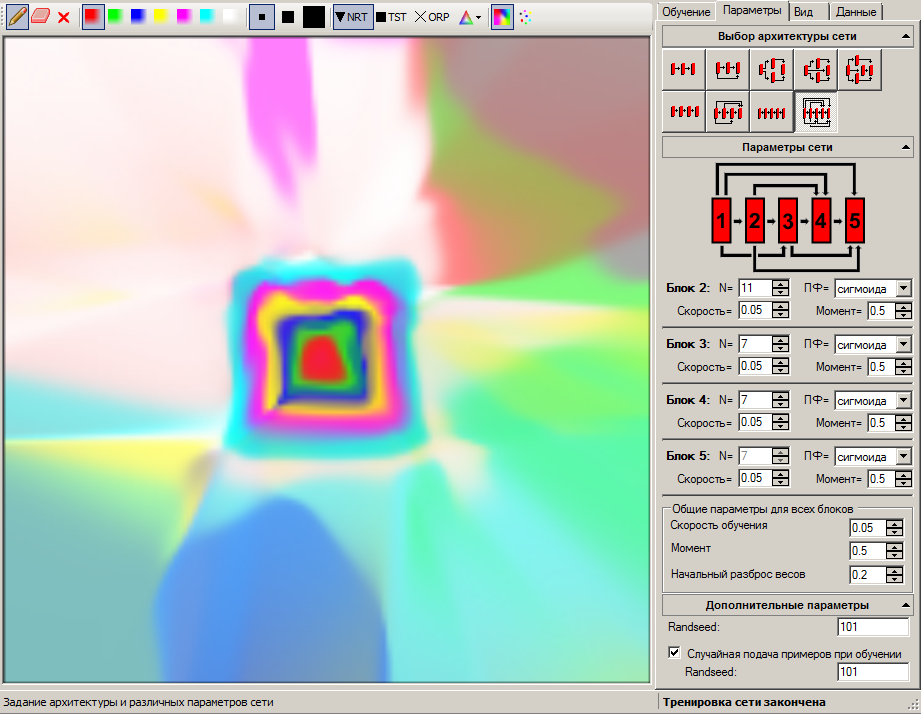 NRT TST ORP
Обучение Параметры Вид Данные
Выбор архитектуры сети
Параметры сети
1 2 3 4 5
Блок 2: N= 11 ПФ= сигмоида
Скорость= 0.05 Момент= 0.5
Блок 3: N= 7 ПФ= сигмоида
Скорость= 0.05 Момент= 0.5
Блок 4: N= 7 ПФ= сигмоида
Скорость= 0.05 Момент= 0.5
Блок 5: N= 7 ПФ= сигмоида
Скорость= 0.05 Момент= 0.5
Общие параметры для всех блоков
Скорость обучения 0.05
Момент 0.5
Начальный разброс весов 0.2
Дополнительные параметры
Randseed: 101
Случайная подача примеров при обучении
Randseed: 101
Задание архитектуры и различных параметров сети
Тренировка сети закончена